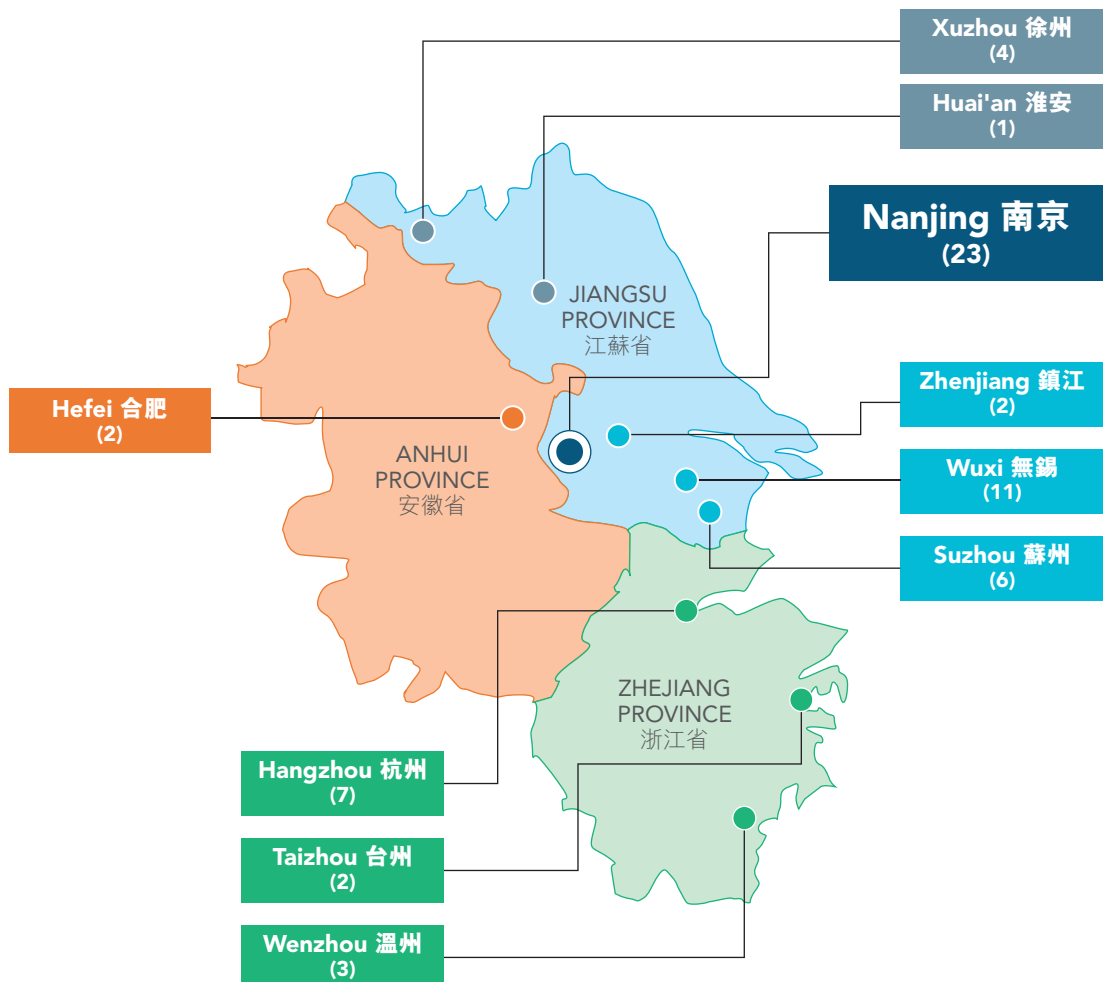 Xuzhou 徐州
(4)
Huai'an 淮安
(1)
Nanjing 南京
(23)
JIANGSU
PROVINCE
江蘇省
Zhenjiang 鎮江
(2)
Hefei 合肥
(2)
ANHUI
PROVINCE
安徽省
Wuxi 無錫
(11)
Suzhou 蘇州
(6)
ZHEJIANG
PROVINCE
浙江省
Hangzhou 杭州
(7)
Taizhou 台州
(2)
Wenzhou 溫州
(3)